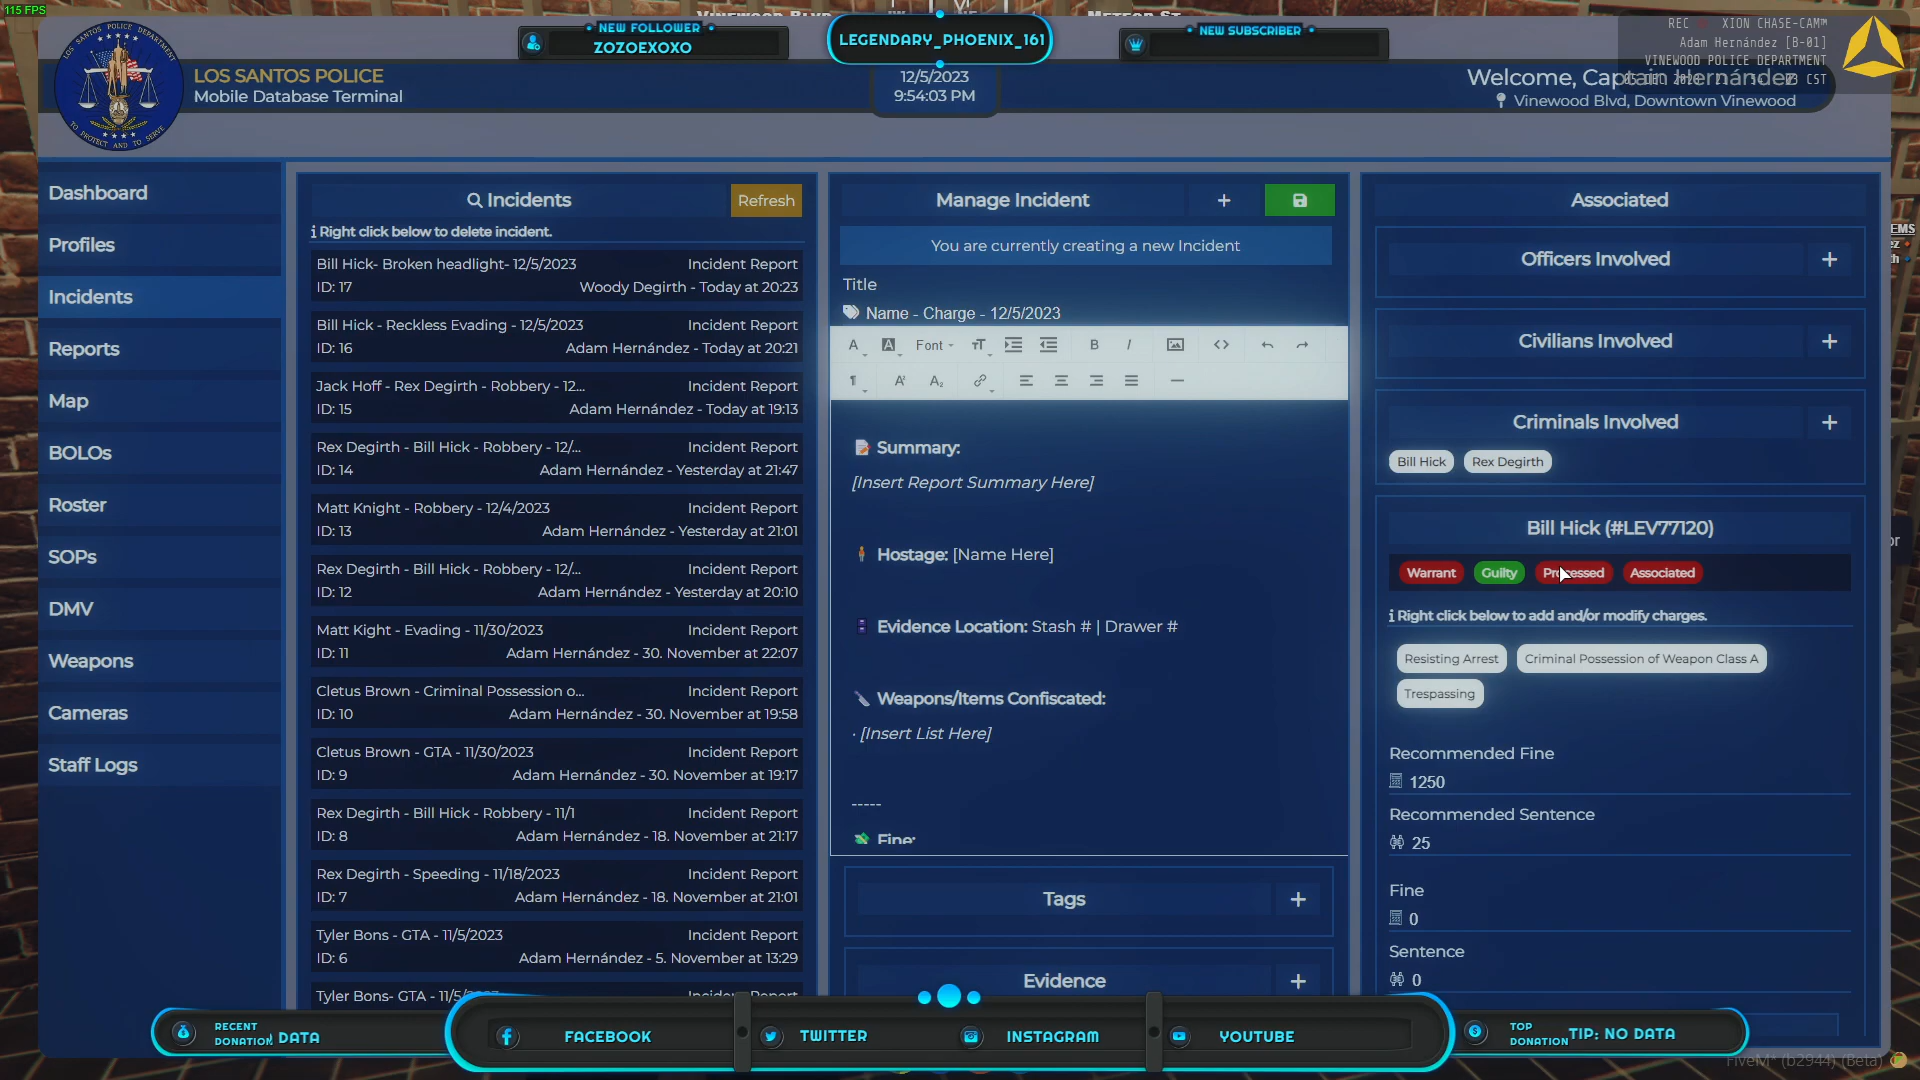 115 FPS
VINEWOOD BLVD
METEOR ST
NEW FOLLOWER
ZOZOEXOXO
LEGENDARY_PHOENIX_161
NEW SUBSCRIBER
REC XION CHASE-CAM™
Adam Hernández [B-01]
VINEWOOD POLICE DEPARTMENT
LOS SANTOS POLICE
Mobile Database Terminal
12/5/2023
9:54:03 PM
Welcome, Captain Hernández
Vinewood Blvd, Downtown Vinewood
Dashboard
Profiles
Incidents
Reports
Map
BOLOs
Roster
SOPs
DMV
Weapons
Cameras
Staff Logs
Incidents
Refresh
Right click below to delete incident.
Bill Hick- Broken headlight- 12/5/2023 Incident Report
ID: 17 Woody Degirth - Today at 20:23
Bill Hick - Reckless Evading - 12/5/2023 Incident Report
ID: 16 Adam Hernández - Today at 20:21
Jack Hoff - Rex Degirth - Robbery - 12... Incident Report
ID: 15 Adam Hernández - Today at 19:13
Rex Degirth - Bill Hick - Robbery - 12/... Incident Report
ID: 14 Adam Hernández - Yesterday at 21:47
Matt Knight - Robbery - 12/4/2023 Incident Report
ID: 13 Adam Hernández - Yesterday at 21:01
Rex Degirth - Bill Hick - Robbery - 12/... Incident Report
ID: 12 Adam Hernández - Yesterday at 20:10
Matt Kight - Evading - 11/30/2023 Incident Report
ID: 11 Adam Hernández - 30. November at 22:07
Cletus Brown - Criminal Possession o... Incident Report
ID: 10 Adam Hernández - 30. November at 19:58
Cletus Brown - GTA - 11/30/2023 Incident Report
ID: 9 Adam Hernández - 30. November at 19:17
Rex Degirth - Bill Hick - Robbery - 11/1 Incident Report
ID: 8 Adam Hernández - 18. November at 21:17
Rex Degirth - Speeding - 11/18/2023 Incident Report
ID: 7 Adam Hernández - 18. November at 21:01
Tyler Bons - GTA - 11/5/2023 Incident Report
ID: 6 Adam Hernández - 5. November at 13:29
Tyler Bons- GTA - 11/5/
Manage Incident
You are currently creating a new Incident
Title
Name - Charge - 12/5/2023
Font
Summary:
[Insert Report Summary Here]
Hostage: [Name Here]
Evidence Location: Stash # | Drawer #
Weapons/Items Confiscated:
· [Insert List Here]
-----
Fine:
Tags
Evidence
Associated
Officers Involved
Civilians Involved
Criminals Involved
Bill Hick Rex Degirth
Bill Hick (#LEV77120)
Warrant Guilty Processed Associated
Right click below to add and/or modify charges.
Resisting Arrest Criminal Possession of Weapon Class A
Trespassing
Recommended Fine
1250
Recommended Sentence
25
Fine
0
Sentence
0
RECENT
DONATION DATA
FACEBOOK
TWITTER
INSTAGRAM
YOUTUBE
TOP
DONATION TIP: NO DATA
FiveM* (b2944) (Beta)